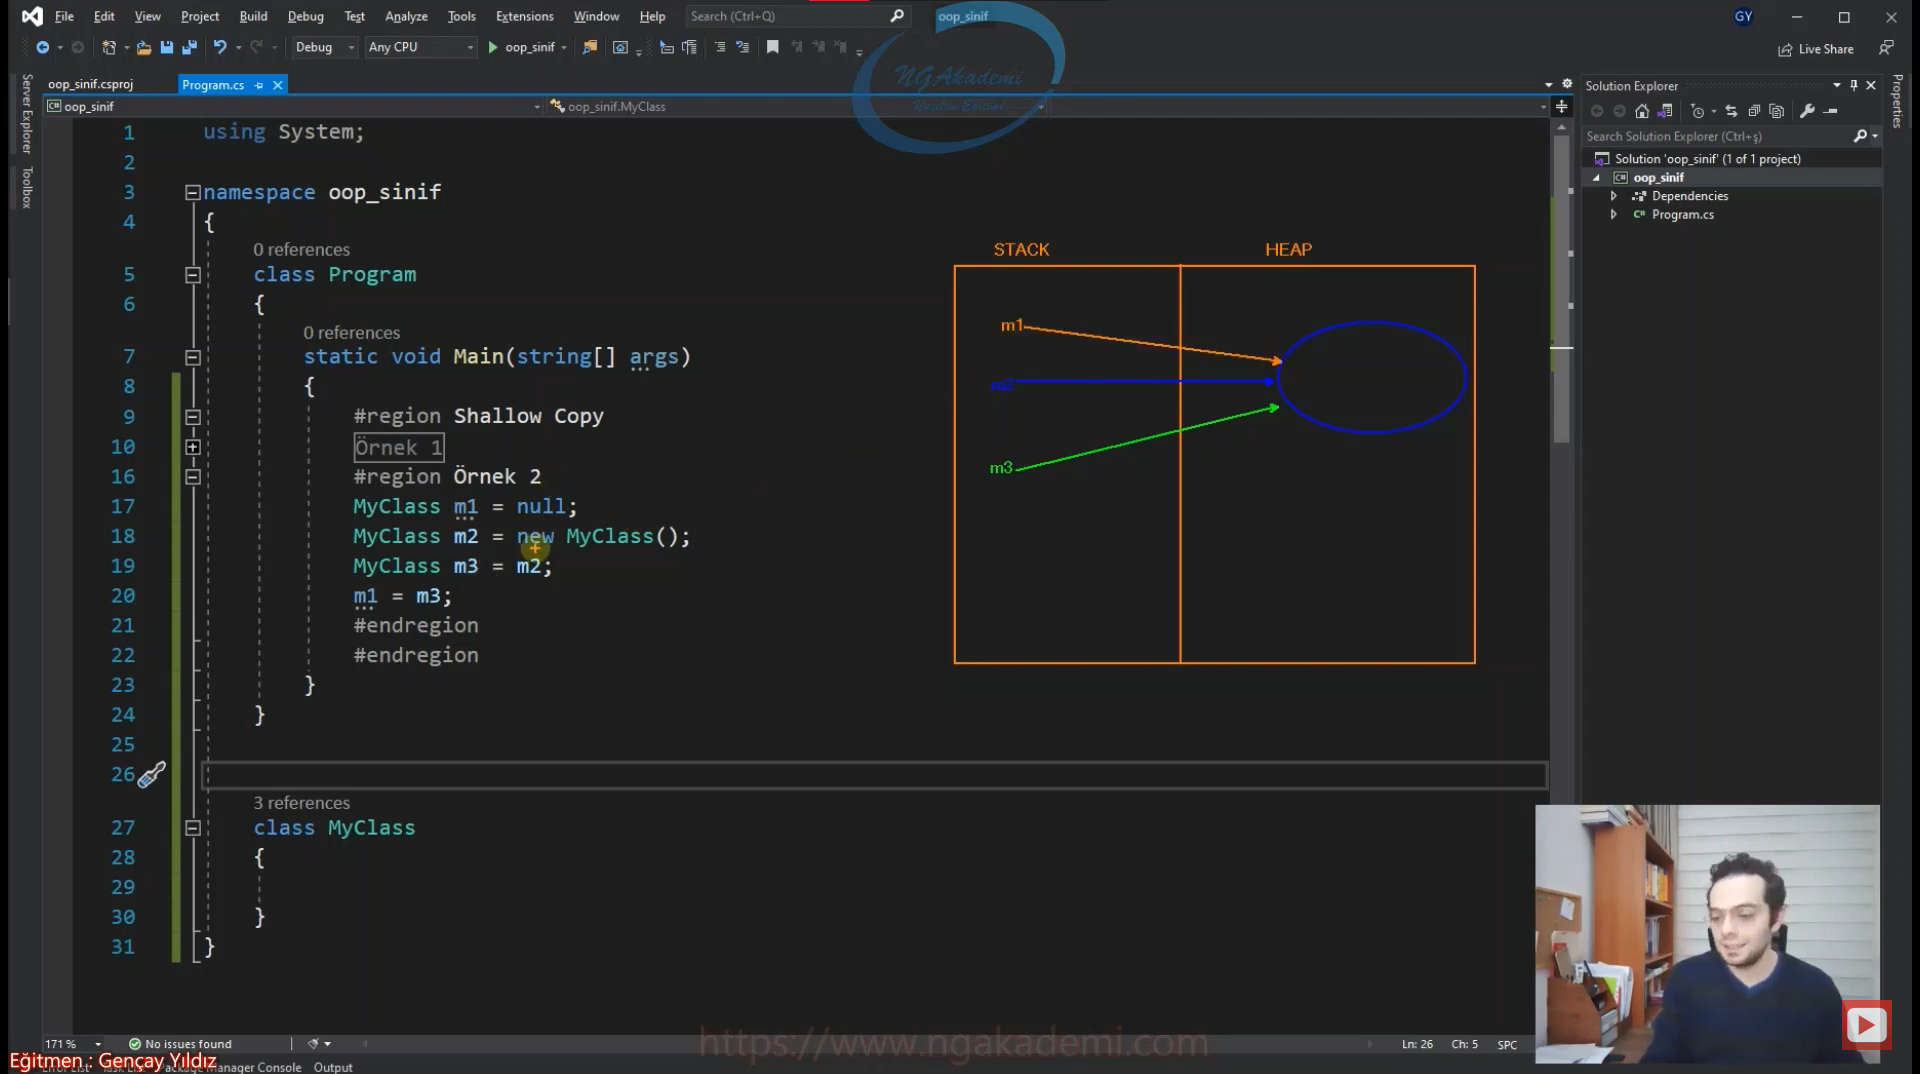 File Edit View Project Build Debug Test Analyze Tools Extensions Window Help Search (Ctrl+Q) oop_sinif GY
Debug Any CPU oop_sinif Live Share
oop_sinif.csproj Program.cs
oop_sinif oop_sinif.MyClass
NGAkademi
Yazılım Eğitimi...
Server Explorer
Toolbox
1 using System;
2
3 namespace oop_sinif
4 {
0 references
5 class Program
6 {
0 references
7 static void Main(string[] args)
8 {
9 #region Shallow Copy
10 Örnek 1
16 #region Örnek 2
17 MyClass m1 = null;
18 MyClass m2 = new MyClass();
19 MyClass m3 = m2;
20 m1 = m3;
21 #endregion
22 #endregion
23 }
24 }
25
26
3 references
27 class MyClass
28 {
29
30 }
31 }
STACK HEAP
m1
m2
m3
Solution Explorer
Search Solution Explorer (Ctrl+ş)
Solution 'oop_sinif' (1 of 1 project)
oop_sinif
Dependencies
Program.cs
Properties
171 % No issues found Ln: 26 Ch: 5 SPC
https://www.ngakademi.com
Eğitmen : Gençay Yıldız
Package Manager Console Output